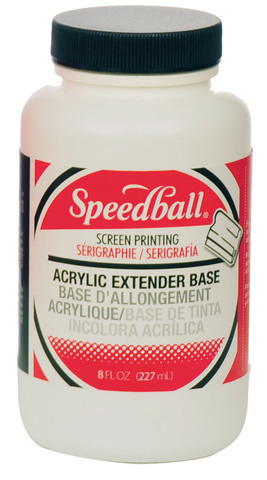 Speedball®
SCREEN PRINTING
SÉRIGRAPHIE / SERIGRAFÍA
ACRYLIC EXTENDER BASE
BASE D'ALLONGEMENT
ACRYLIQUE/BASE DE TINTA
INCOLORA ACRÍLICA
8 FL OZ (227 mL)